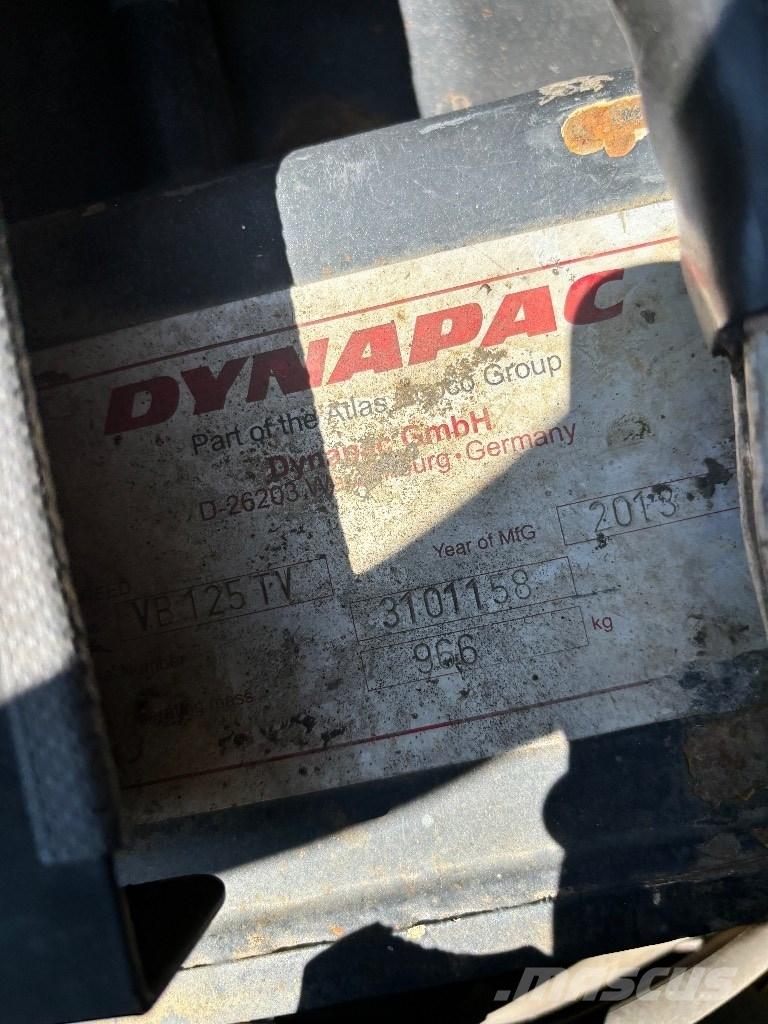 DYNAPAC
Part of the Atlas Group
Dynapac GmbH
D-26203 Germany
Year of MfG 2013
VB 125 TV
3101158
mass 966 kg
mascus